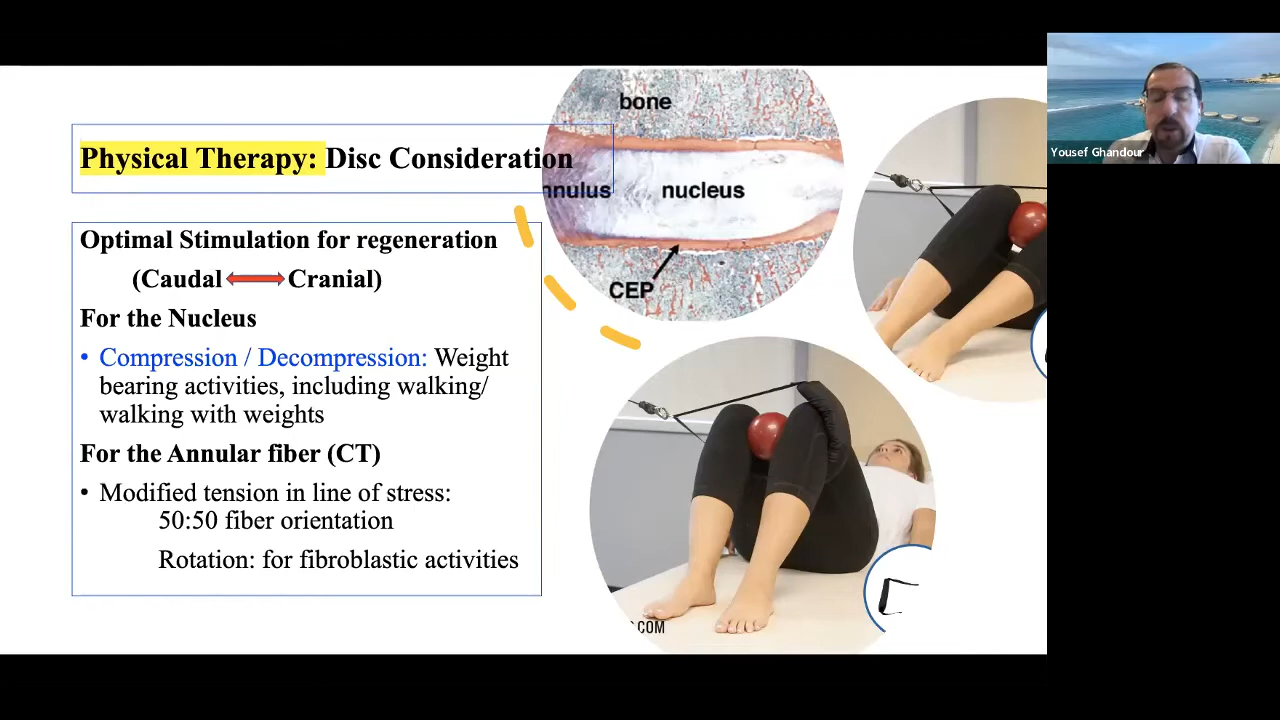 Physical Therapy: Disc Consideration
Optimal Stimulation for regeneration
(Caudal Cranial)
For the Nucleus
• Compression / Decompression: Weight
bearing activities, including walking/
walking with weights
For the Annular fiber (CT)
• Modified tension in line of stress:
50:50 fiber orientation
Rotation: for fibroblastic activities
bone
nnulus nucleus
CEP
.COM
Yousef Ghandour